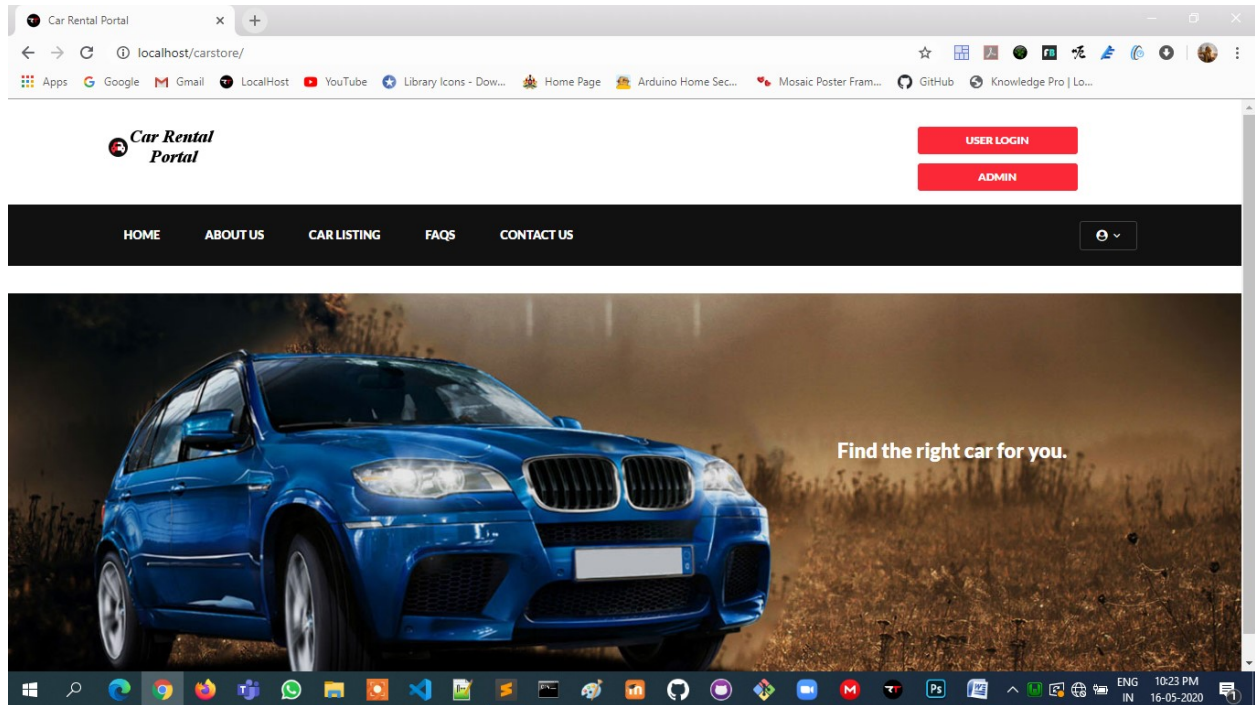 Car Rental Portal
localhost/carstore/
Apps Google Gmail LocalHost YouTube Library Icons - Dow... Home Page Arduino Home Sec... Mosaic Poster Fram... GitHub Knowledge Pro | Lo...
Car Rental
Portal
USER LOGIN
ADMIN
HOME ABOUT US CAR LISTING FAQS CONTACT US
Find the right car for you.
ENG 10:23 PM
IN 16-05-2020